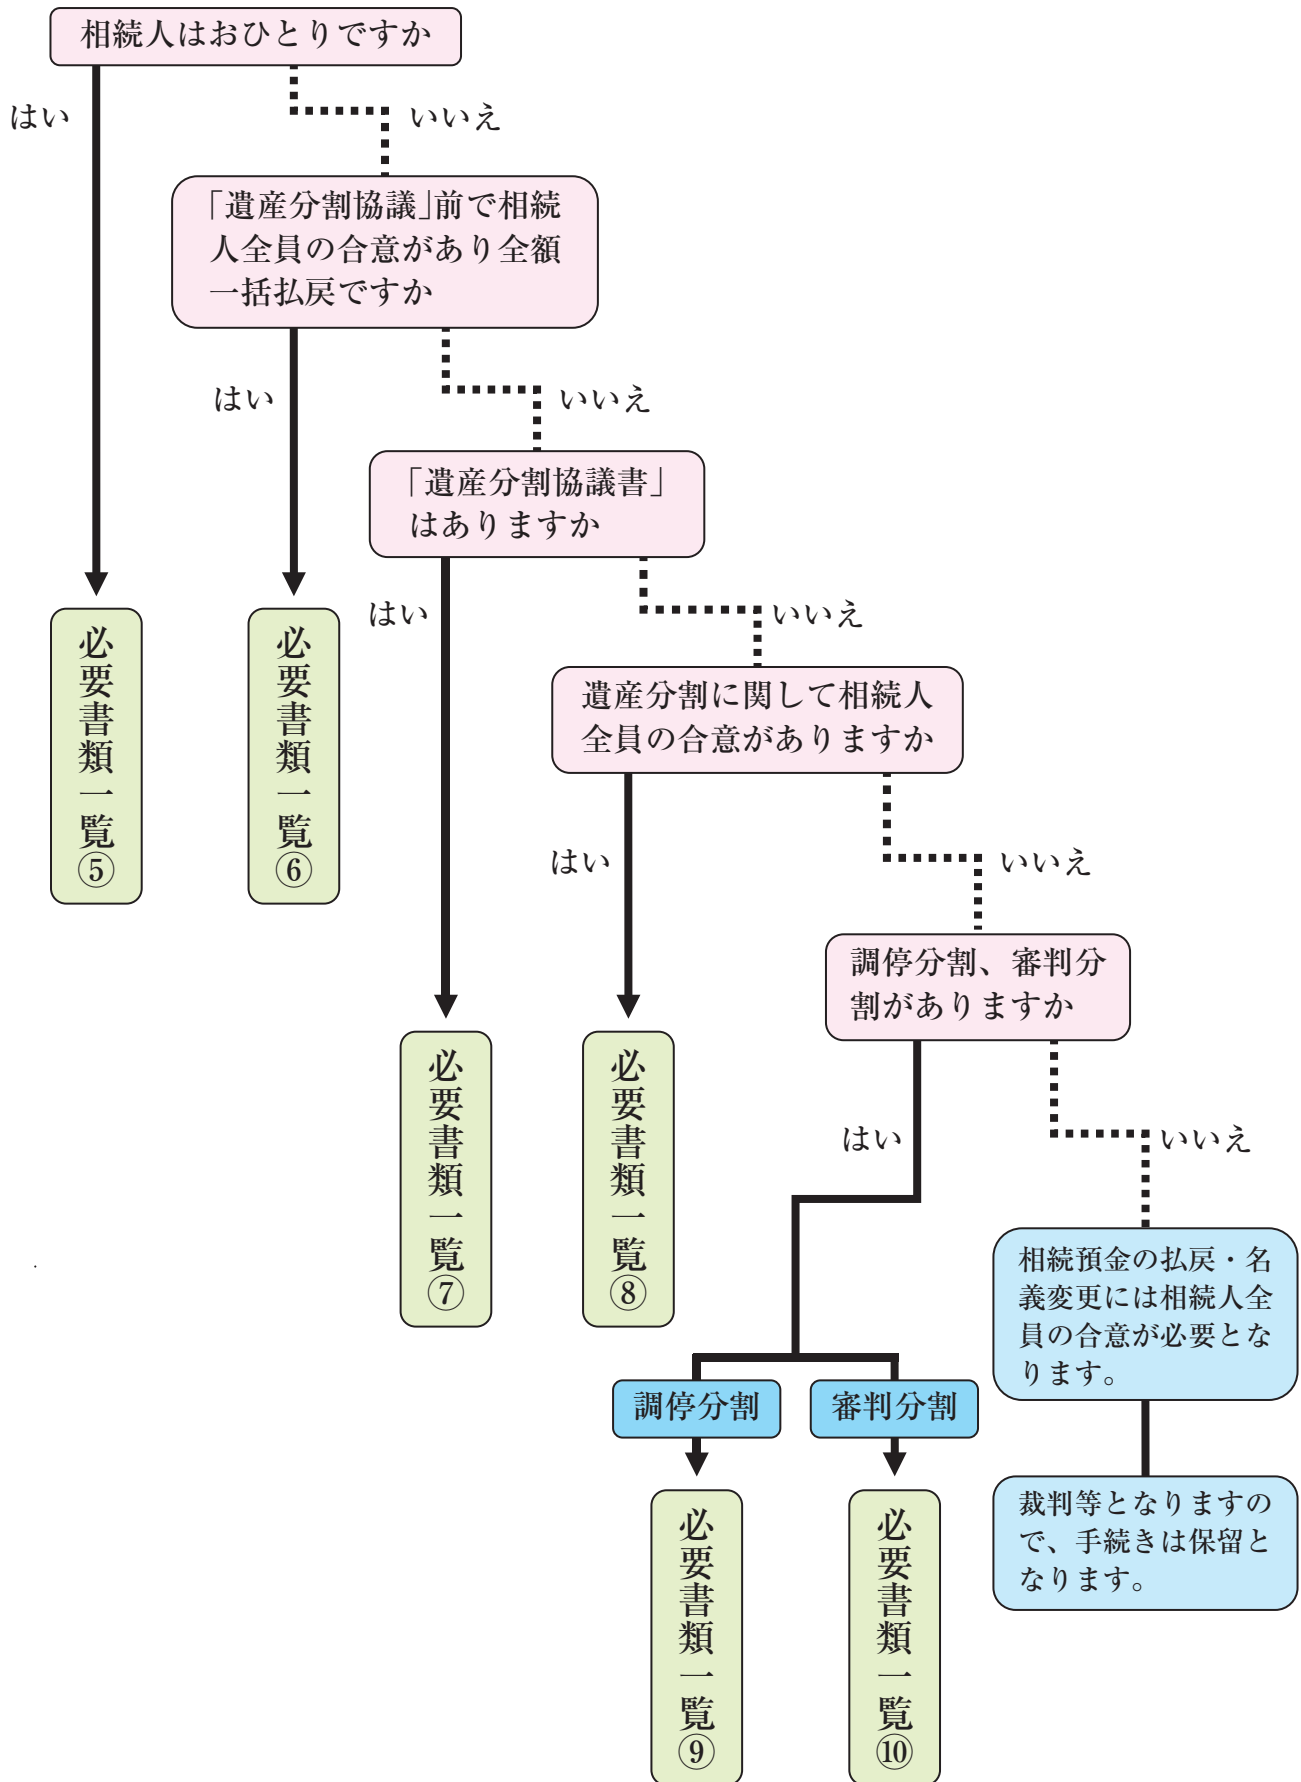 相続人はおひとりですか
はい
いいえ
「遺産分割協議」前で相続
人全員の合意があり全額
一括払戻ですか
はい
いいえ
「遺産分割協議書」
はありますか
はい
いいえ
必要書類一覧⑤
必要書類一覧⑥
遺産分割に関して相続人
全員の合意がありますか
はい
いいえ
調停分割、審判分
割がありますか
必要書類一覧⑦
必要書類一覧⑧
はい
いいえ
相続預金の払戻・名
義変更には相続人全
員の合意が必要とな
ります。
調停分割
審判分割
裁判等となりますの
で、手続きは保留と
なります。
必要書類一覧⑨
必要書類一覧⑩